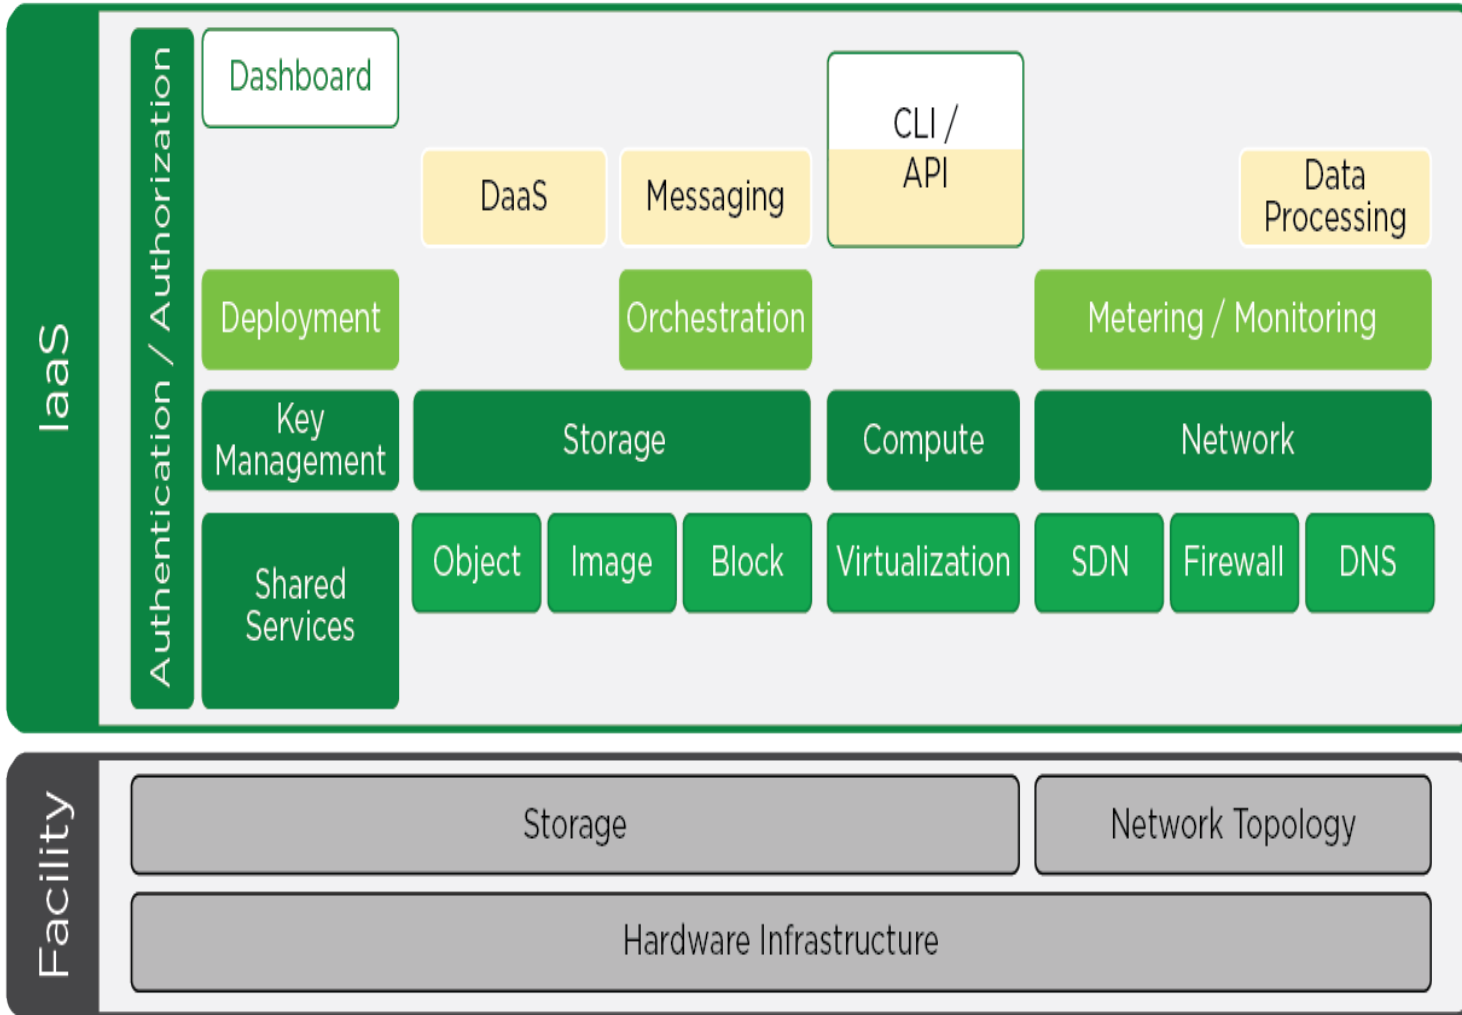 IaaS
Authentication / Authorization
Dashboard
CLI /
API
DaaS
Messaging
Data
Processing
Deployment
Orchestration
Metering / Monitoring
Key
Management
Storage
Compute
Network
Shared
Services
Object
Image
Block
Virtualization
SDN
Firewall
DNS
Facility
Storage
Network Topology
Hardware Infrastructure